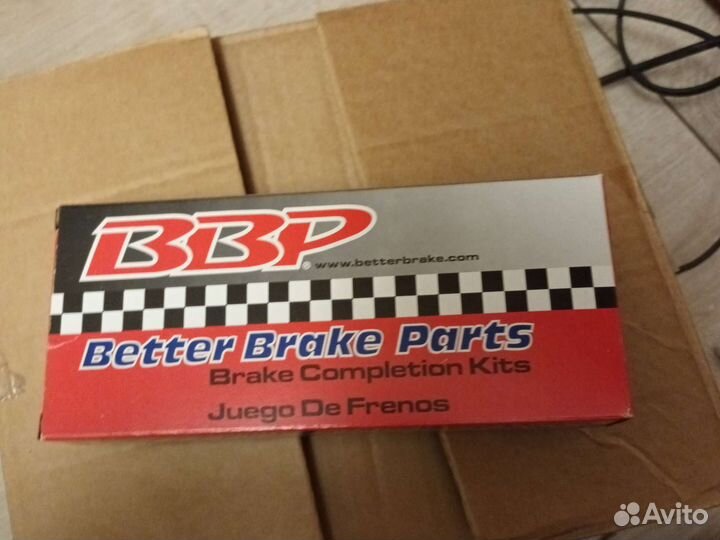 BBP
® www.betterbrake.com
Better Brake Parts
Brake Completion Kits
Juego De Frenos
Avito